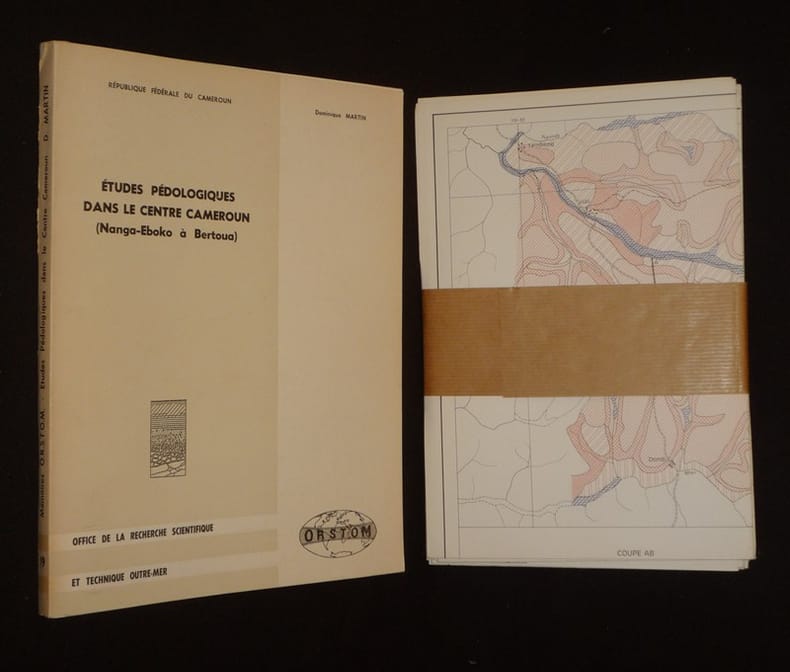 RÉPUBLIQUE FÉDÉRALE DU CAMEROUN
Dominique MARTIN
ÉTUDES PÉDOLOGIQUES
DANS LE CENTRE CAMEROUN
(Nanga-Eboko à Bertoua)
OFFICE DE LA RECHERCHE SCIENTIFIQUE
ET TECHNIQUE OUTRE-MER
ORSTOM
Mémoires O.R.S.T.O.M. - Etudes Pédologiques dans le Centre Cameroun D. MARTIN
COUPE AB